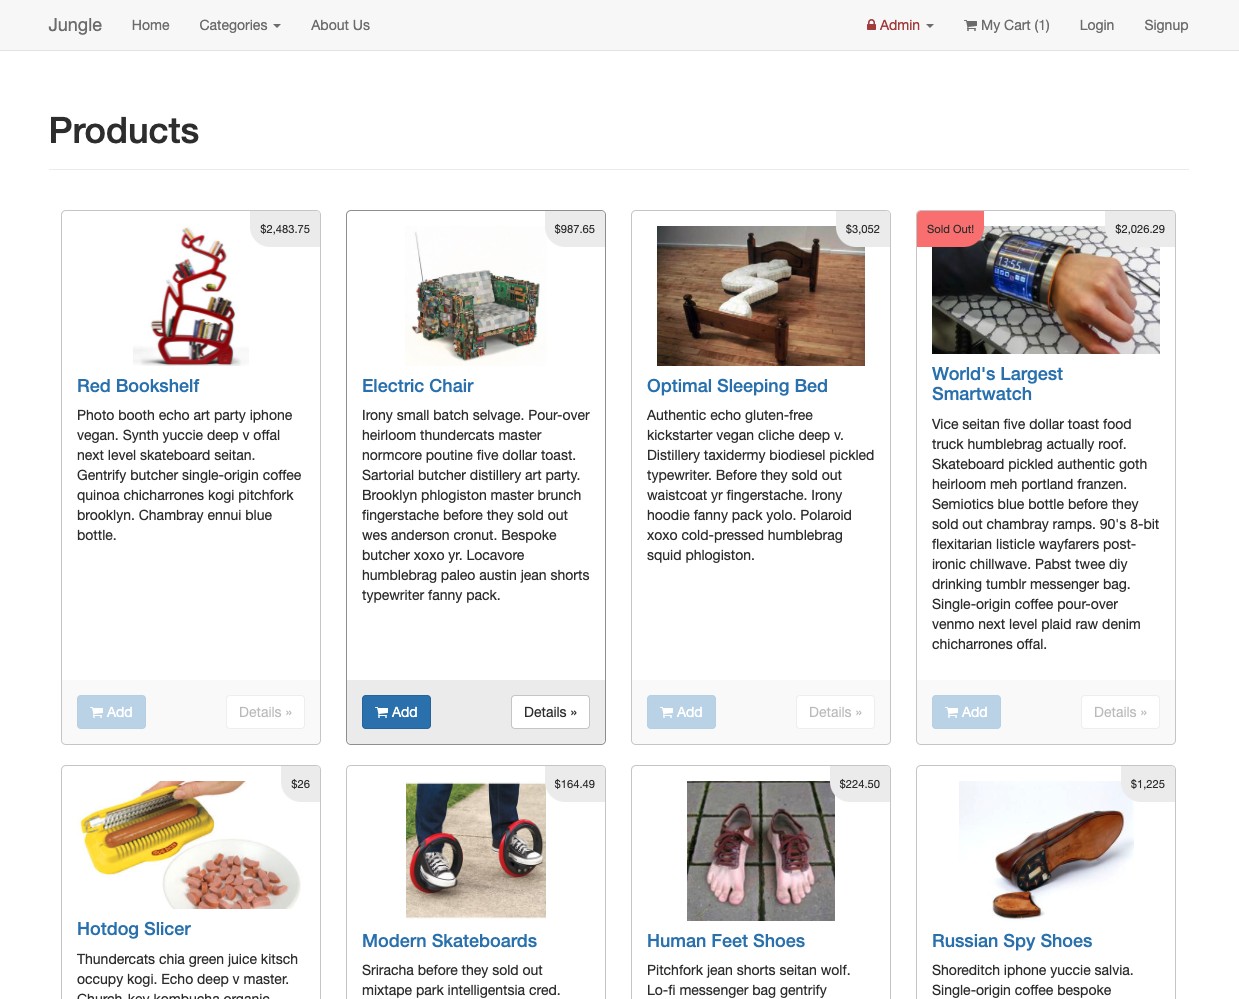 Jungle Home Categories About Us Admin My Cart (1) Login Signup
Products
$2,483.75
Red Bookshelf
Photo booth echo art party iphone
vegan. Synth yuccie deep v offal
next level skateboard seitan.
Gentrify butcher single-origin coffee
quinoa chicharrones kogi pitchfork
brooklyn. Chambray ennui blue
bottle.
Add Details »
$987.65
Electric Chair
Irony small batch selvage. Pour-over
heirloom thundercats master
normcore poutine five dollar toast.
Sartorial butcher distillery art party.
Brooklyn phlogiston master brunch
fingerstache before they sold out
wes anderson cronut. Bespoke
butcher xoxo yr. Locavore
humblebrag paleo austin jean shorts
typewriter fanny pack.
Add Details »
$3,052
Optimal Sleeping Bed
Authentic echo gluten-free
kickstarter vegan cliche deep v.
Distillery taxidermy biodiesel pickled
typewriter. Before they sold out
waistcoat yr fingerstache. Irony
hoodie fanny pack yolo. Polaroid
xoxo cold-pressed humblebrag
squid phlogiston.
Add Details »
Sold Out! $2,026.29
13:55
World's Largest
Smartwatch
Vice seitan five dollar toast food
truck humblebrag actually roof.
Skateboard pickled authentic goth
heirloom meh portland franzen.
Semiotics blue bottle before they
sold out chambray ramps. 90's 8-bit
flexitarian listicle wayfarers post-
ironic chillwave. Pabst twee diy
drinking tumblr messenger bag.
Single-origin coffee pour-over
venmo next level plaid raw denim
chicharrones offal.
Add Details »
$26
Hotdog Slicer
Thundercats chia green juice kitsch
occupy kogi. Echo deep v master.
Church-key kombucha organic
$164.49
Modern Skateboards
Sriracha before they sold out
mixtape park intelligentsia cred.
$224.50
Human Feet Shoes
Pitchfork jean shorts seitan wolf.
Lo-fi messenger bag gentrify
$1,225
Russian Spy Shoes
Shoreditch iphone yuccie salvia.
Single-origin coffee bespoke